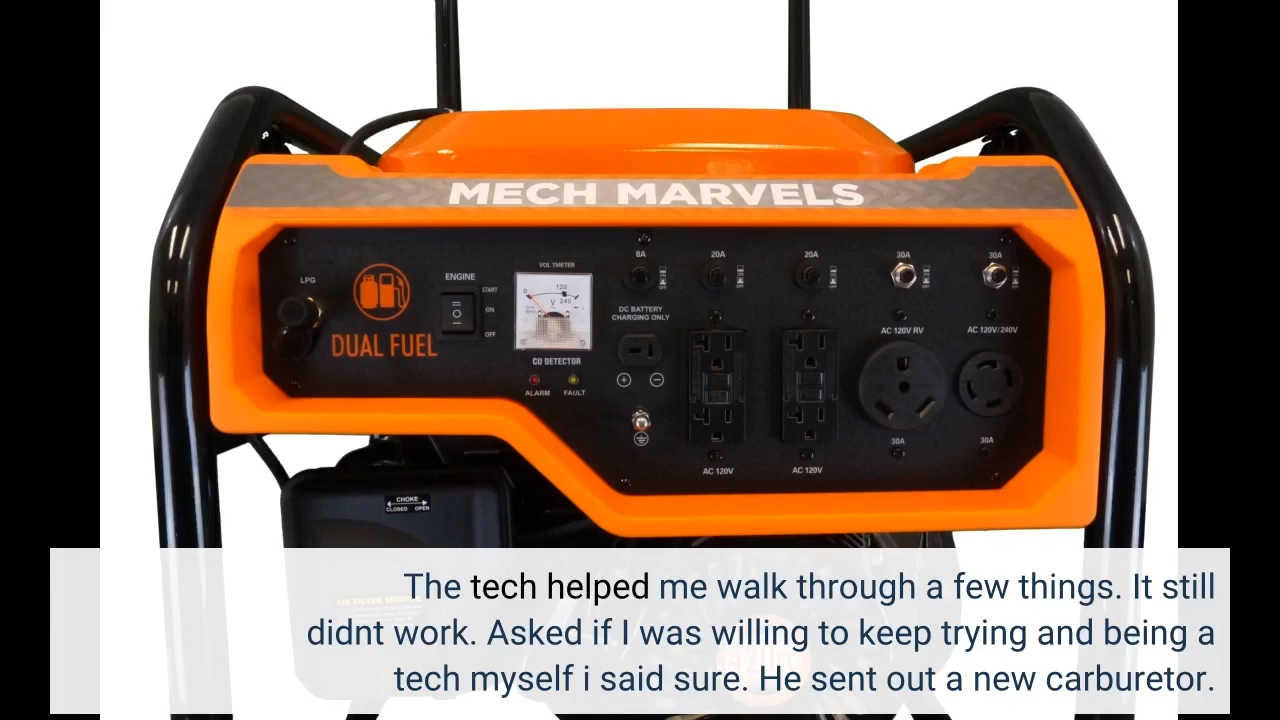 MECH MARVELS
LPG
DUAL FUEL
ENGINE
START
ON
OFF
VOLTMETER
0 120 240
V
CO DETECTOR
ALARM FAULT
8A
20A
20A
30A
30A
DC BATTERY
CHARGING ONLY
AC 120V RV
AC 120V/240V
30A
30A
AC 120V
AC 120V
CHOKE
CLOSED OPEN
The tech helped me walk through a few things. It still
didnt work. Asked if I was willing to keep trying and being a
tech myself i said sure. He sent out a new carburetor.